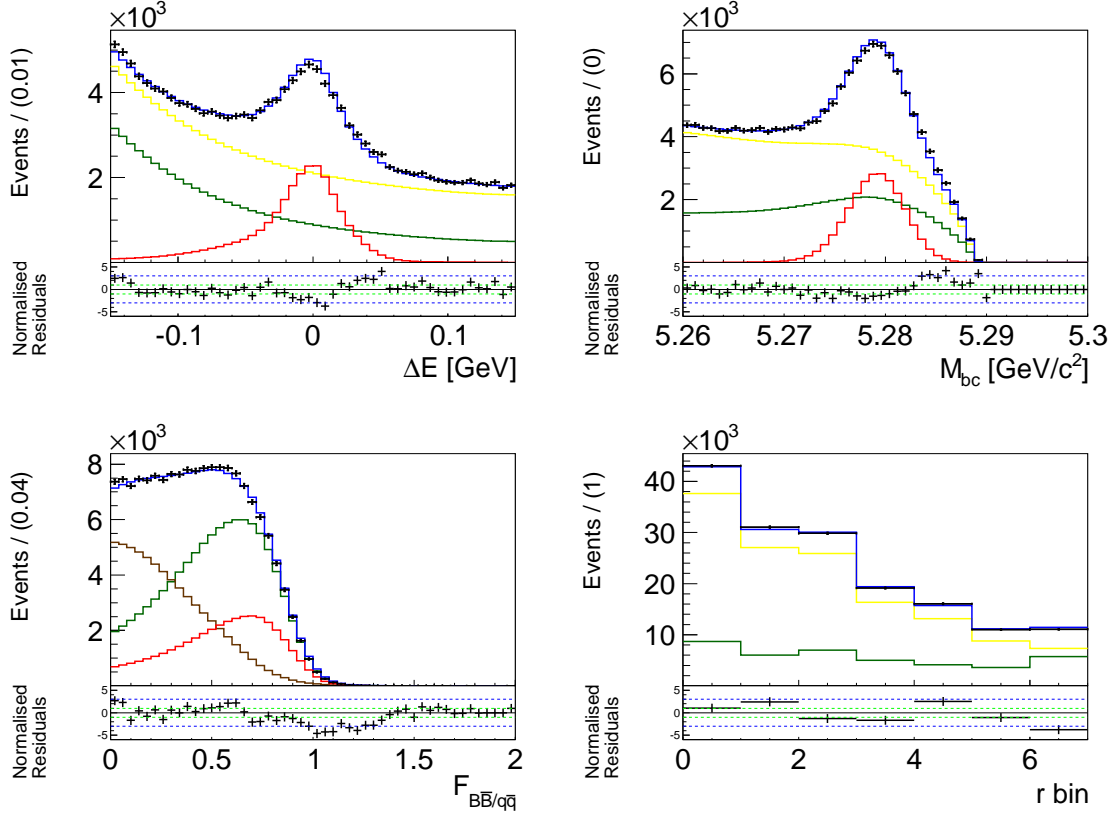 ×10³
Events / (0.01)
4
2
Normalised
Residuals
5
0
-5
-0.1 0 0.1
ΔE [GeV]
×10³
Events / (0)
6
4
2
Normalised
Residuals
5
0
-5
5.26 5.27 5.28 5.29 5.3
M_bc [GeV/c²]
×10³
Events / (0.04)
8
6
4
2
Normalised
Residuals
5
0
-5
0 0.5 1 1.5 2
F_BB̅/qq̅
×10³
Events / (1)
40
30
20
10
Normalised
Residuals
5
0
-5
0 2 4 6
r bin